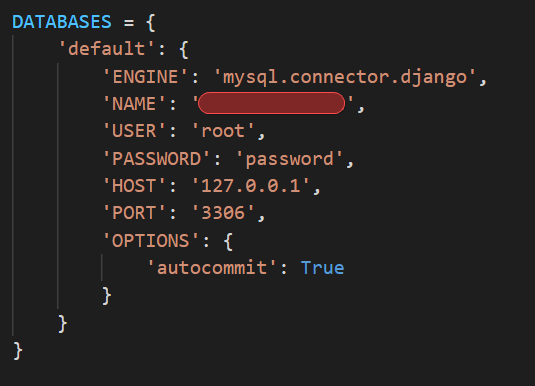 DATABASES = {
'default': {
'ENGINE': 'mysql.connector.django',
'NAME': '',
'USER': 'root',
'PASSWORD': 'password',
'HOST': '127.0.0.1',
'PORT': '3306',
'OPTIONS': {
'autocommit': True
}
}
}